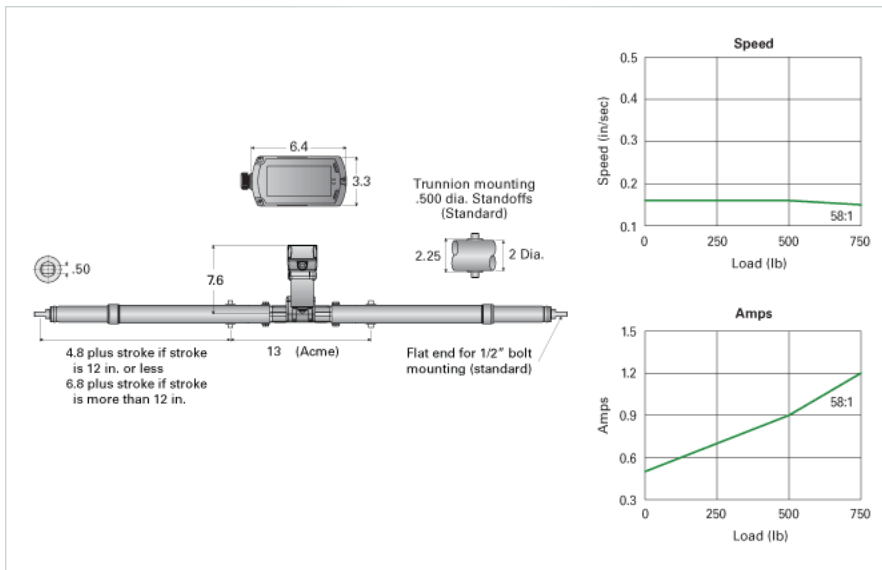 6.4
3.3
Trunnion mounting
.500 dia. Standoffs
(Standard)
2.25
2 Dia.
.50
7.6
4.8 plus stroke if stroke
is 12 in. or less
6.8 plus stroke if stroke
is more than 12 in.
13 (Acme)
Flat end for 1/2" bolt
mounting (standard)
Speed
Speed (in/sec)
0.5
0.4
0.3
0.2
0.1
58:1
0 250 500 750
Load (lb)
Amps
Amps
1.5
1.2
0.9
0.6
0.3
58:1
0 250 500 750
Load (lb)